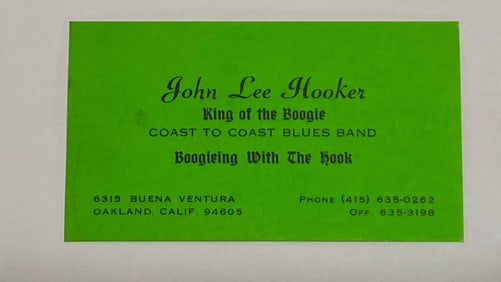 John Lee Hooker
King of the Boogie
COAST TO COAST BLUES BAND
Boogieing With The Hook
6315 BUENA VENTURA
OAKLAND, CALIF, 94605
PHONE (415) 635-0262
OFF. 635-3198